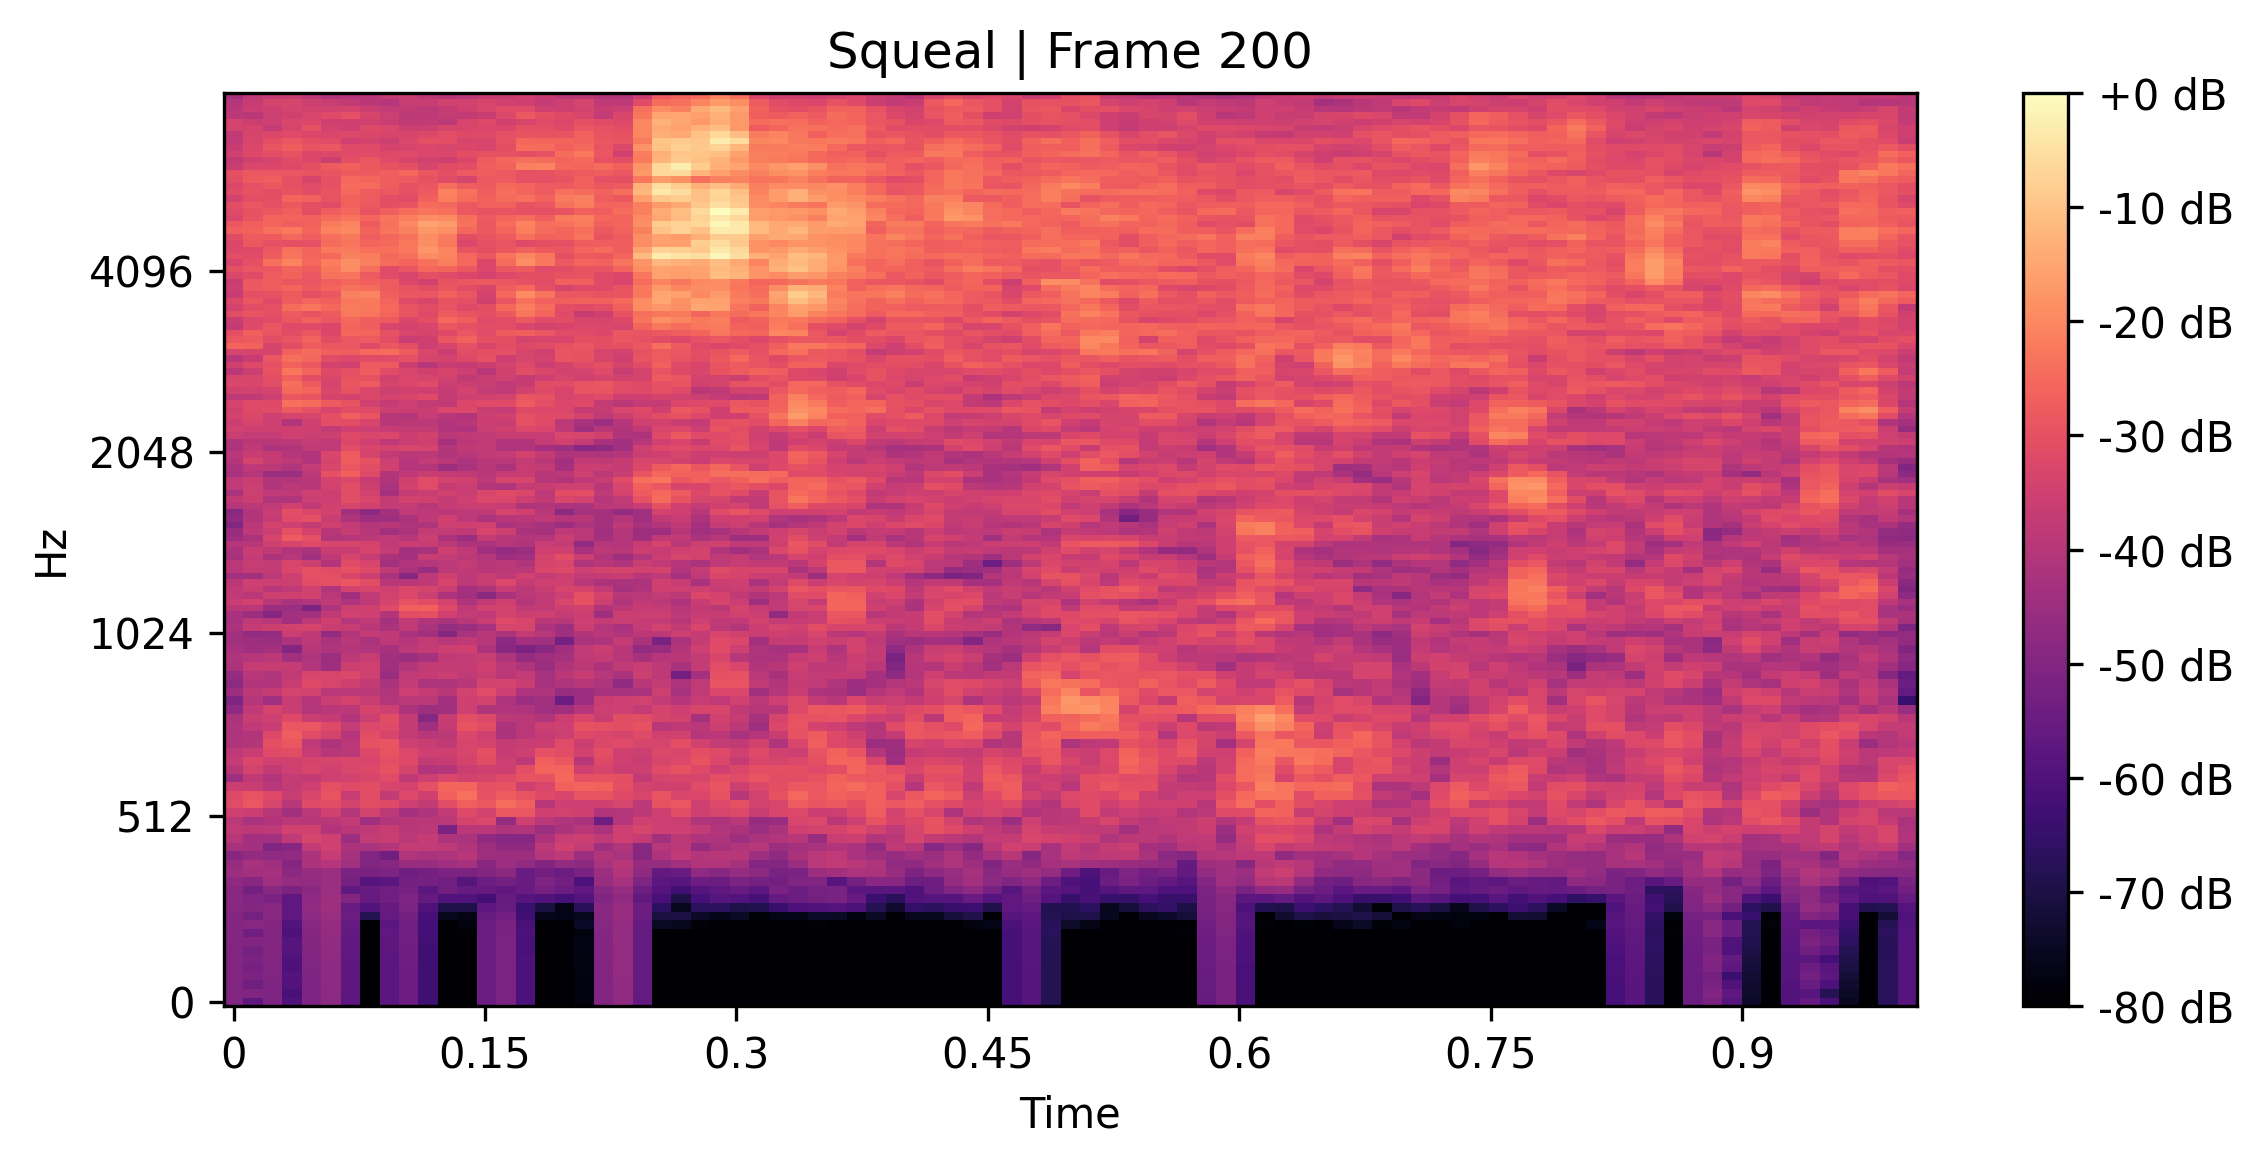 Squeal | Frame 200
Hz
4096
2048
1024
512
0
0 0.15 0.3 0.45 0.6 0.75 0.9
Time
+0 dB
-10 dB
-20 dB
-30 dB
-40 dB
-50 dB
-60 dB
-70 dB
-80 dB